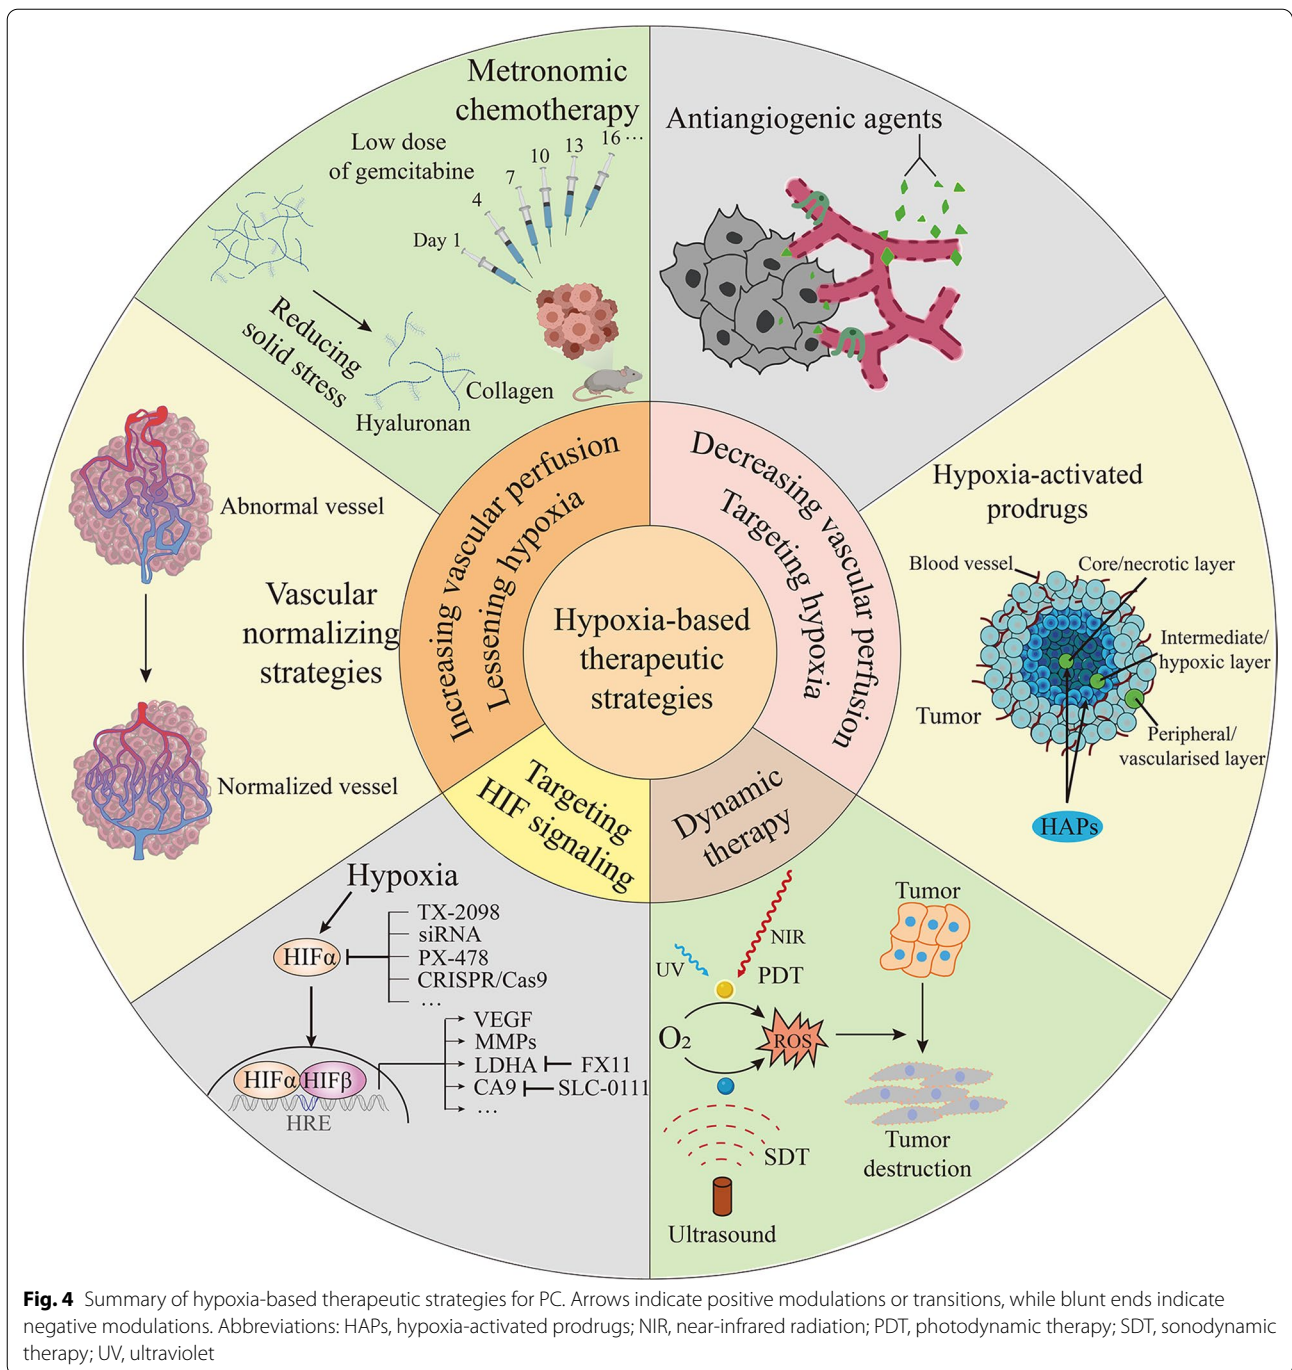 Metronomic
chemotherapy
Low dose
of gemcitabine
Day 1
4
7
10
13
16 ...
Reducing
solid stress
Collagen
Hyaluronan
Antiangiogenic agents
Abnormal vessel
Vascular
normalizing
strategies
Normalized vessel
Increasing vascular perfusion
Lessening hypoxia
Decreasing vascular perfusion
Targeting hypoxia
Hypoxia-based
therapeutic
strategies
Targeting
HIF signaling
Dynamic
therapy
Hypoxia-activated
prodrugs
Blood vessel
Core/necrotic layer
Intermediate/
hypoxic layer
Tumor
Peripheral/
vascularised layer
HAPs
Hypoxia
HIFα
TX-2098
siRNA
PX-478
CRISPR/Cas9
...
VEGF
MMPs
LDHA
FX11
CA9
SLC-0111
...
HIFα
HIFβ
HRE
UV
NIR
PDT
O₂
ROS
SDT
Ultrasound
Tumor
Tumor
destruction
Fig. 4 Summary of hypoxia-based therapeutic strategies for PC. Arrows indicate positive modulations or transitions, while blunt ends indicate
negative modulations. Abbreviations: HAPs, hypoxia-activated prodrugs; NIR, near-infrared radiation; PDT, photodynamic therapy; SDT, sonodynamic
therapy; UV, ultraviolet